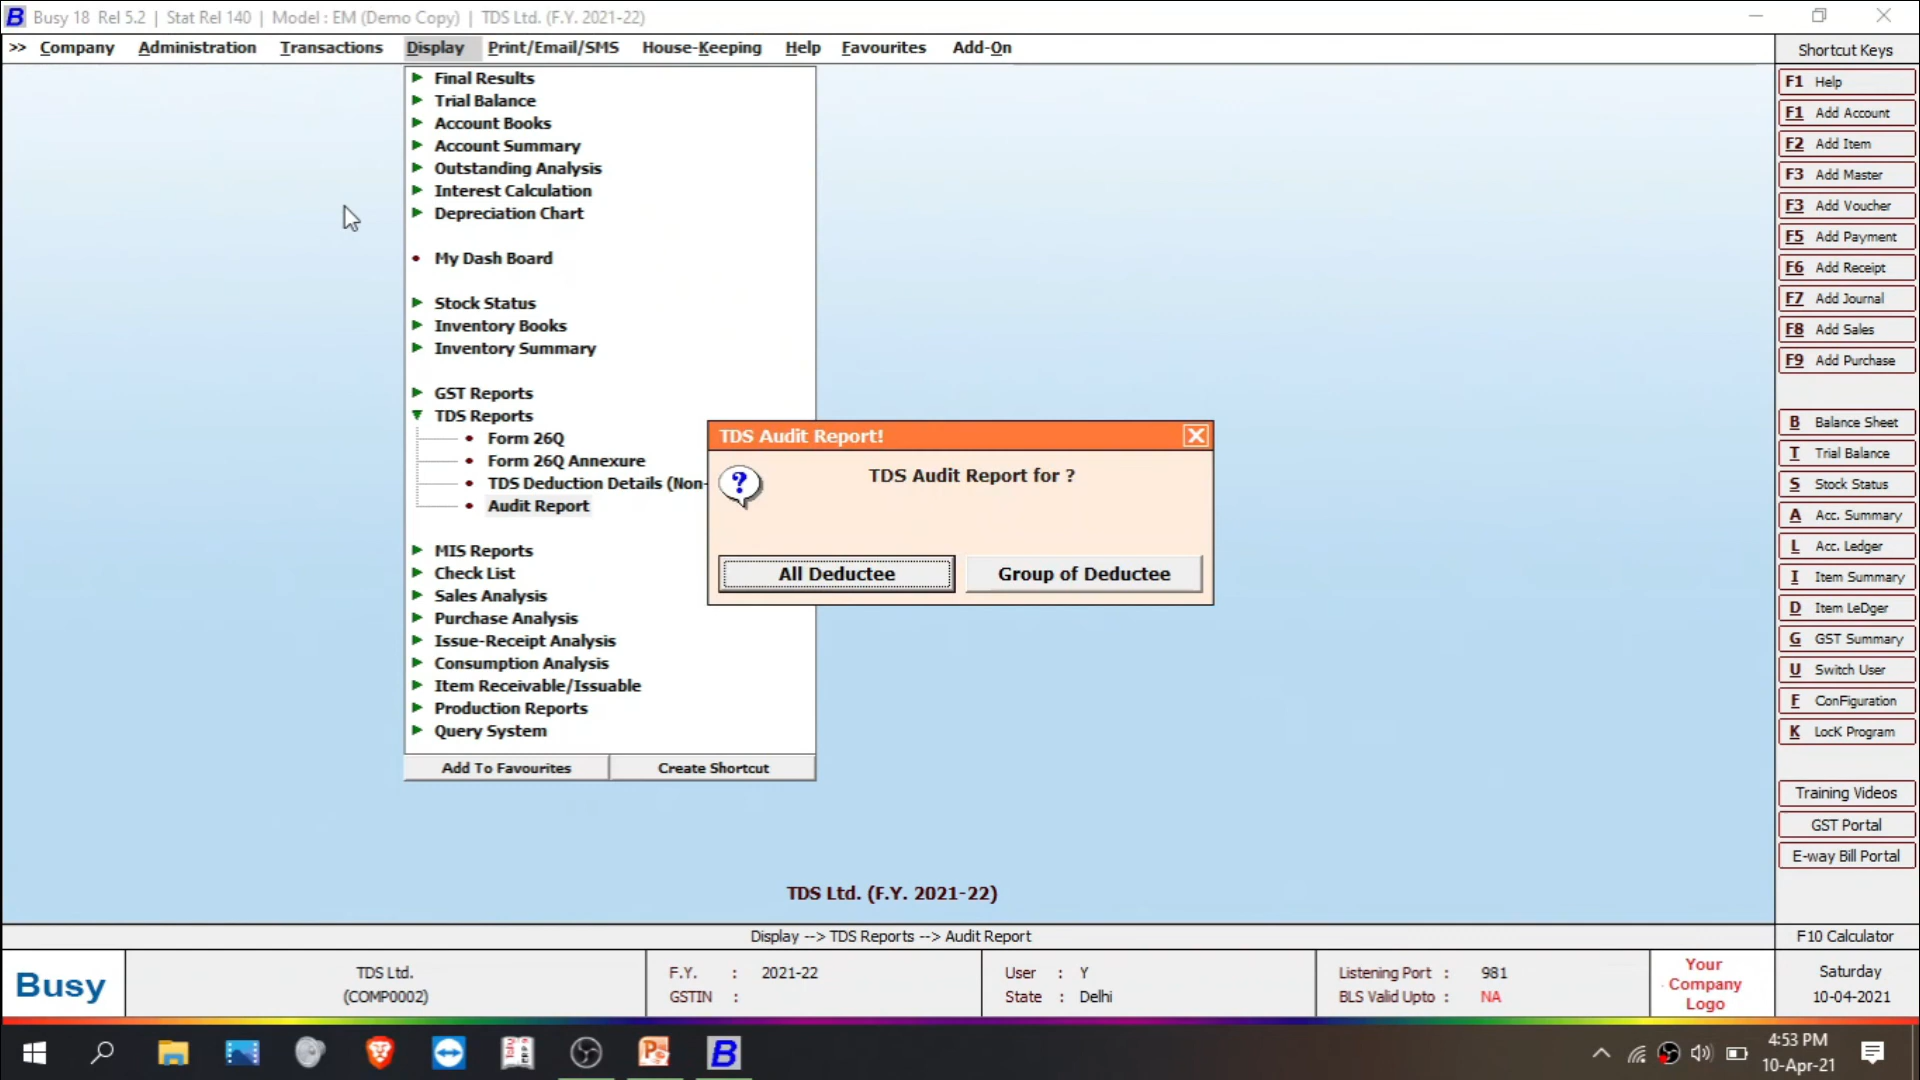 Busy 18 Rel 5.2 | Stat Rel 140 | Model : EM (Demo Copy) | TDS Ltd. (F.Y. 2021-22)
>> Company Administration Transactions Display Print/Email/SMS House-Keeping Help Favourites Add-On
Shortcut Keys
Final Results
Trial Balance
Account Books
Account Summary
Outstanding Analysis
Interest Calculation
Depreciation Chart
My Dash Board
Stock Status
Inventory Books
Inventory Summary
GST Reports
TDS Reports
Form 26Q
Form 26Q Annexure
TDS Deduction Details (Non-
Audit Report
MIS Reports
Check List
Sales Analysis
Purchase Analysis
Issue-Receipt Analysis
Consumption Analysis
Item Receivable/Issuable
Production Reports
Query System
Add To Favourites Create Shortcut
TDS Audit Report!
TDS Audit Report for ?
All Deductee Group of Deductee
F1 Help
F1 Add Account
F2 Add Item
F3 Add Master
F3 Add Voucher
F5 Add Payment
F6 Add Receipt
F7 Add Journal
F8 Add Sales
F9 Add Purchase
B Balance Sheet
T Trial Balance
S Stock Status
A Acc. Summary
L Acc. Ledger
I Item Summary
D Item LeDger
G GST Summary
U Switch User
F ConFiguration
K LocK Program
Training Videos
GST Portal
E-way Bill Portal
TDS Ltd. (F.Y. 2021-22)
Display --> TDS Reports --> Audit Report
F10 Calculator
Busy
TDS Ltd.
(COMP0002)
F.Y. : 2021-22
GSTIN :
User : Y
State : Delhi
Listening Port : 981
BLS Valid Upto : NA
Your
Company
Logo
Saturday
10-04-2021
4:53 PM
10-Apr-21